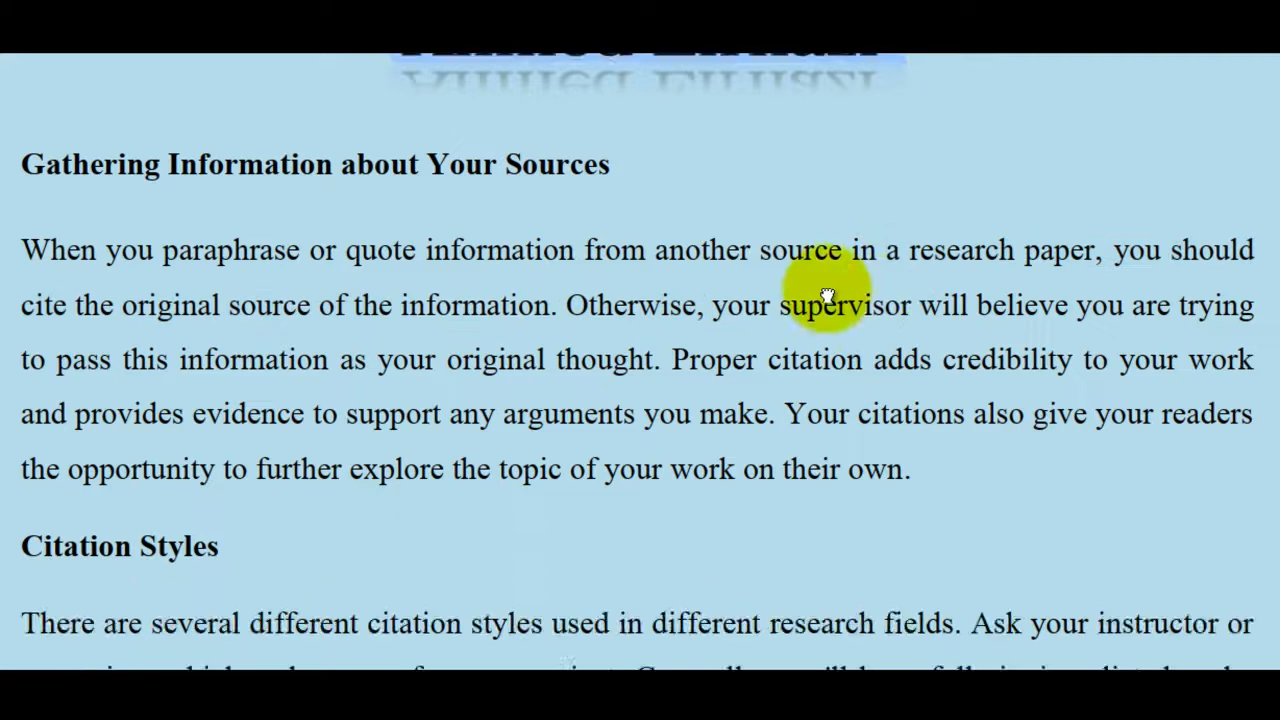 Gathering Information about Your Sources
When you paraphrase or quote information from another source in a research paper, you should
cite the original source of the information. Otherwise, your supervisor will believe you are trying
to pass this information as your original thought. Proper citation adds credibility to your work
and provides evidence to support any arguments you make. Your citations also give your readers
the opportunity to further explore the topic of your work on their own.
Citation Styles
There are several different citation styles used in different research fields. Ask your instructor or